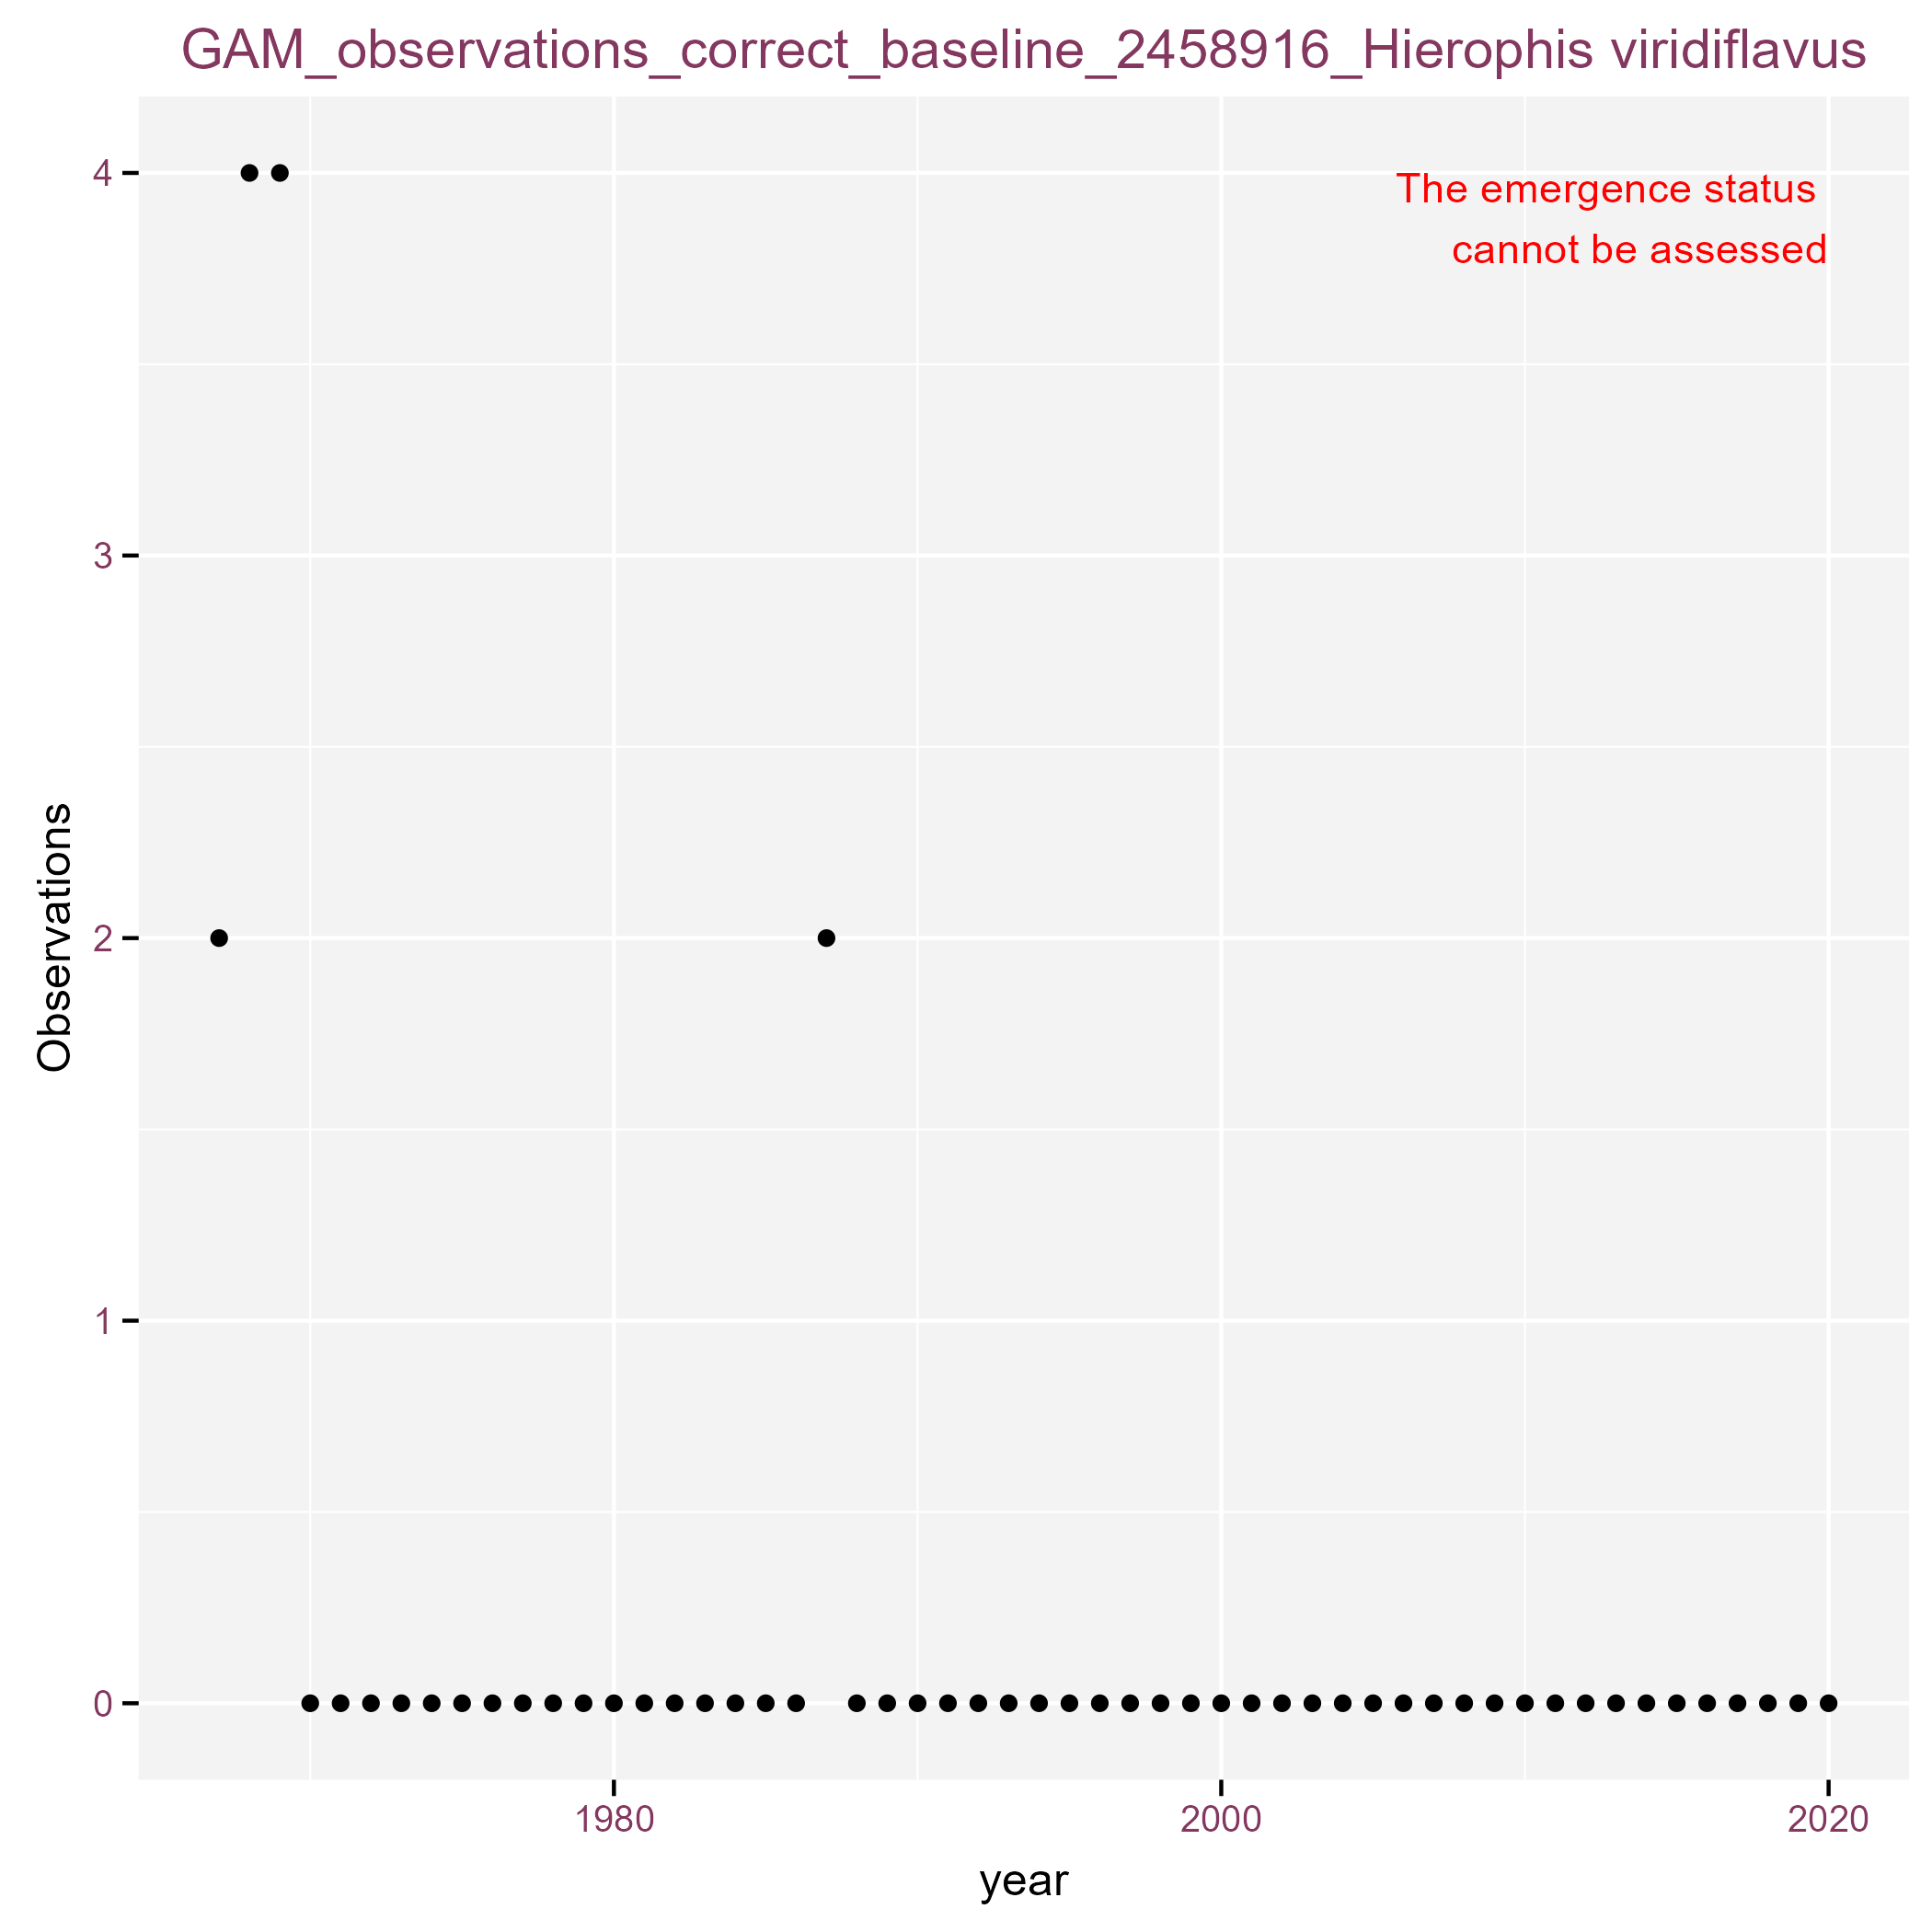 GAM_observations_correct_baseline_2458916_Hierophis viridiflavus
The emergence status
cannot be assessed
4
3
2
1
0
Observations
1980
2000
2020
year